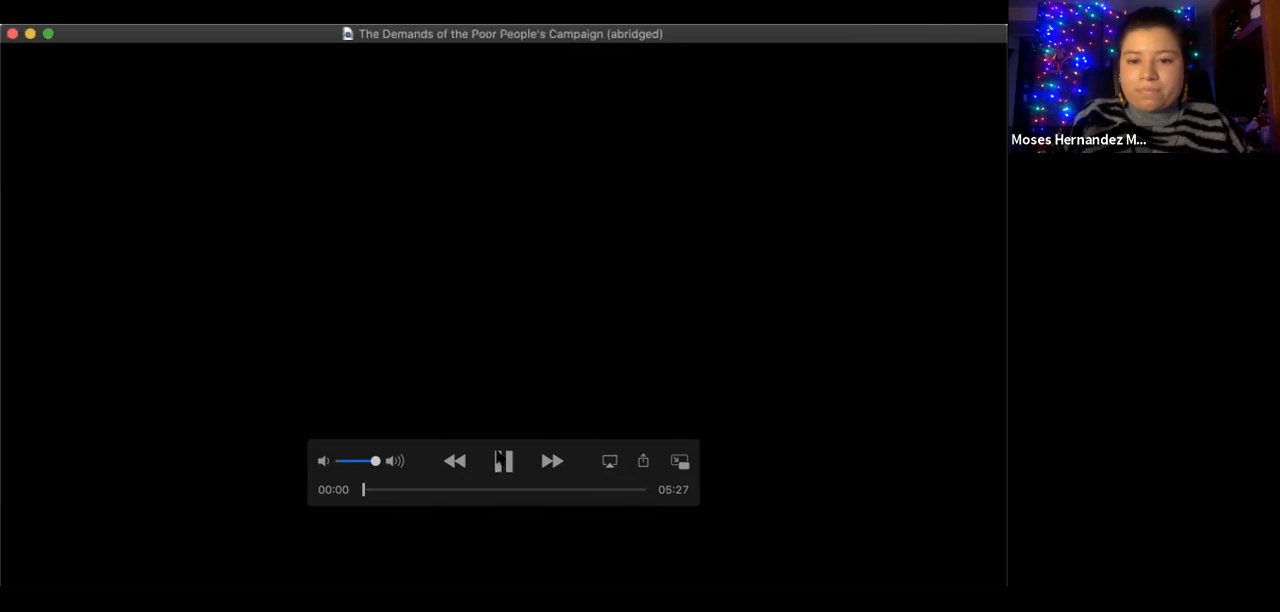 The Demands of the Poor People's Campaign (abridged)
Moses Hernandez M...
00:00
05:27